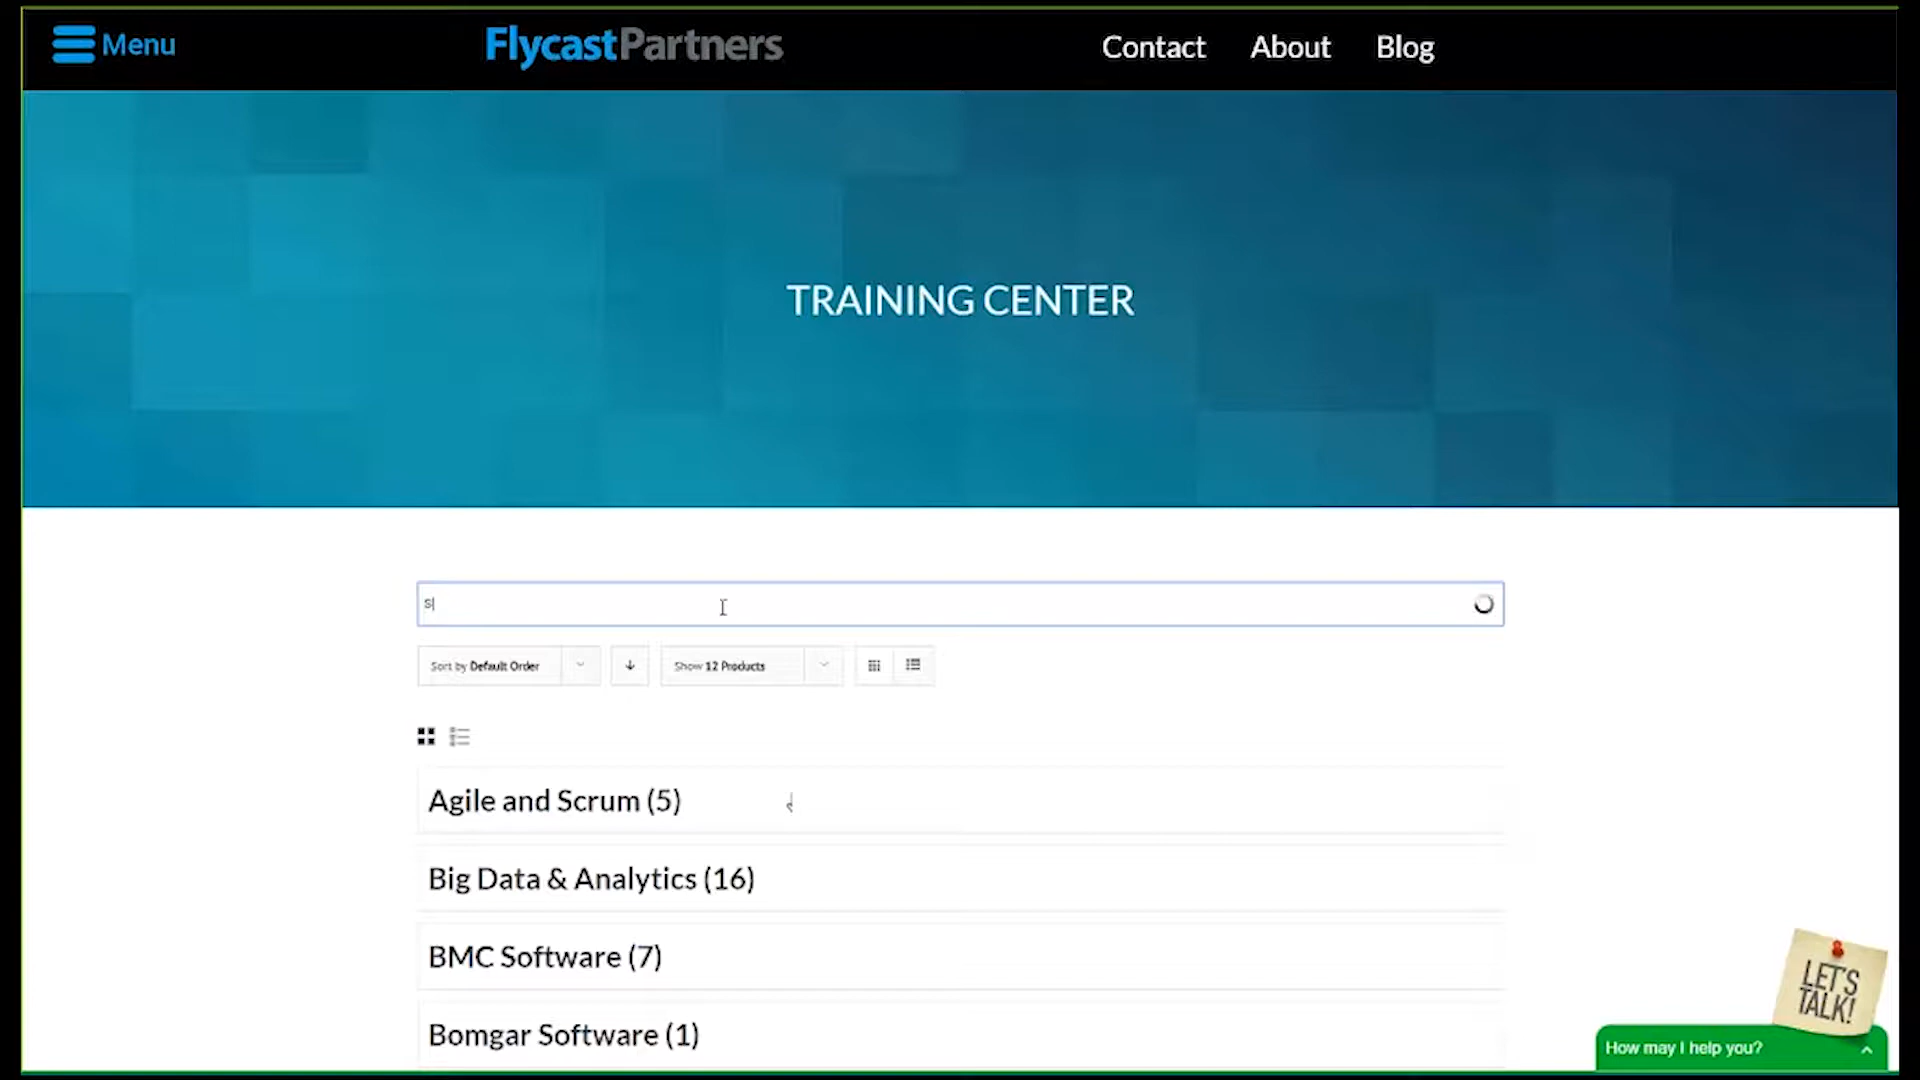 Menu
FlycastPartners
Contact
About
Blog
TRAINING CENTER
s
Sort by Default Order
Show 12 Products
Agile and Scrum (5)
Big Data & Analytics (16)
BMC Software (7)
Bomgar Software (1)
LET'S
TALK!
How may I help you?